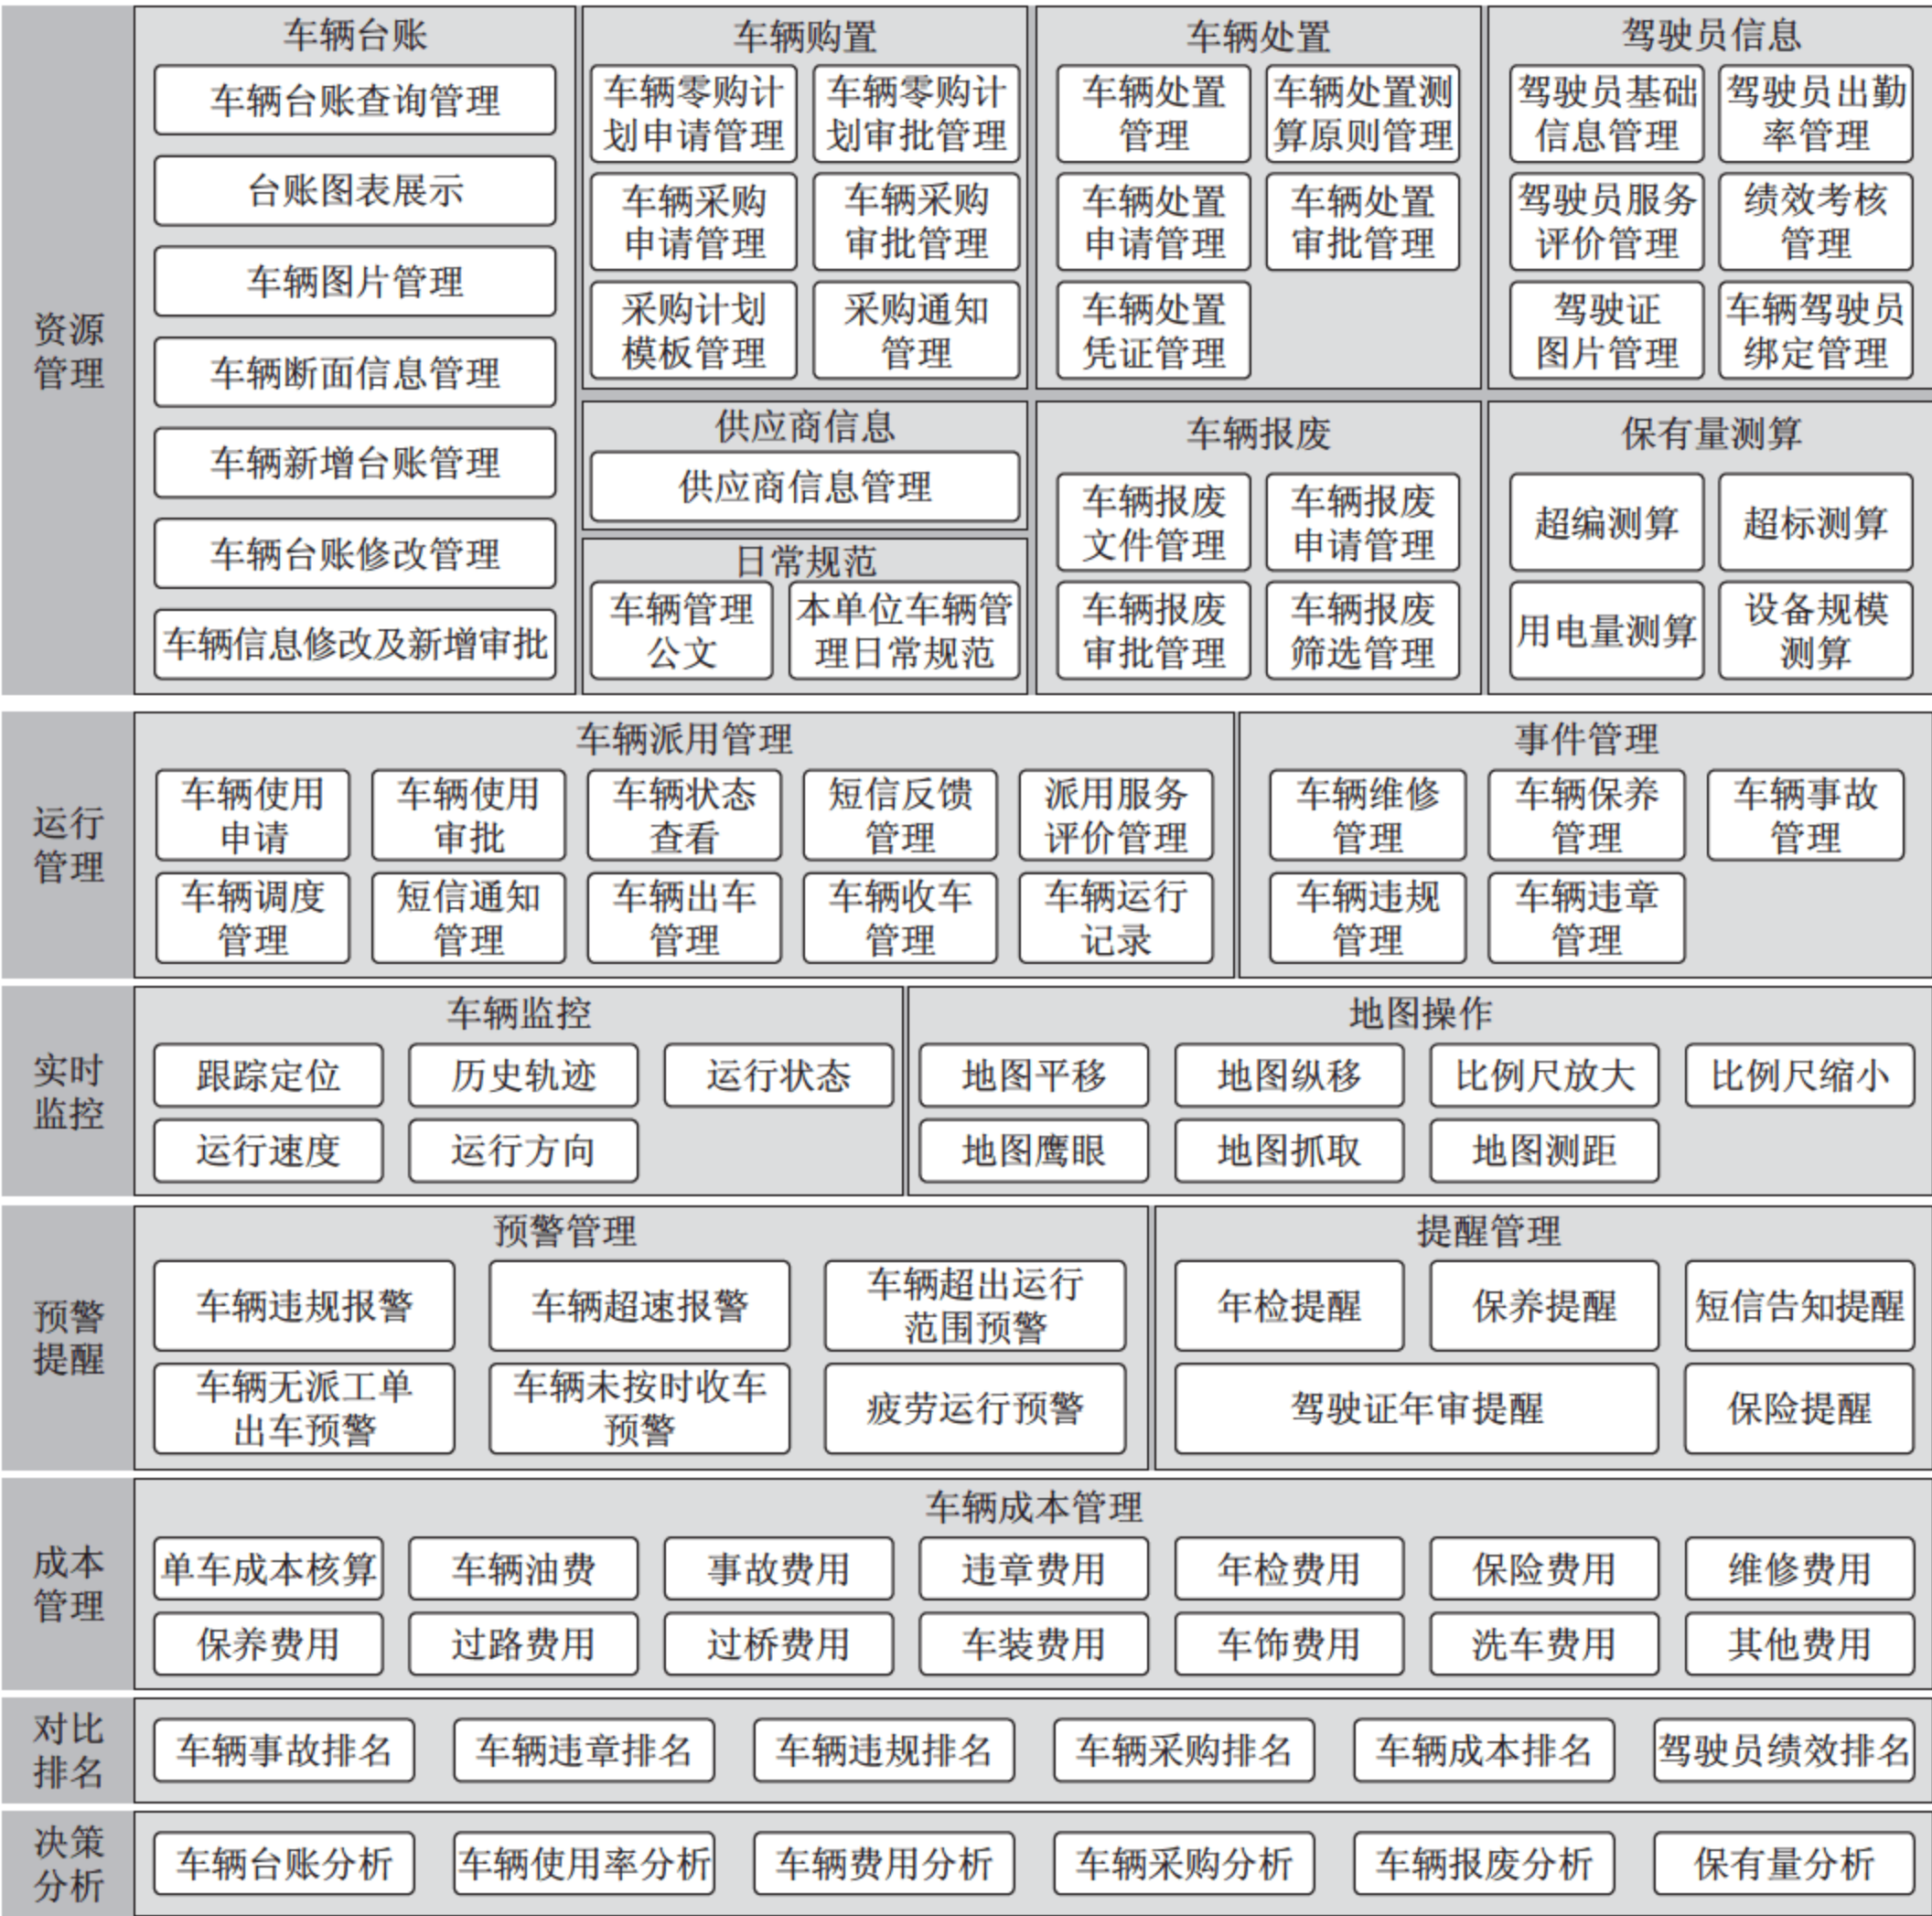 资源
管理
车辆台账
车辆台账查询管理
台账图表展示
车辆图片管理
车辆断面信息管理
车辆新增台账管理
车辆台账修改管理
车辆信息修改及新增审批
车辆购置
车辆零购计
划申请管理
车辆零购计
划审批管理
车辆采购
申请管理
车辆采购
审批管理
采购计划
模板管理
采购通知
管理
供应商信息
供应商信息管理
日常规范
车辆管理
公文
本单位车辆管
理日常规范
车辆处置
车辆处置
管理
车辆处置测
算原则管理
车辆处置
申请管理
车辆处置
审批管理
车辆处置
凭证管理
车辆报废
车辆报废
文件管理
车辆报废
申请管理
车辆报废
审批管理
车辆报废
筛选管理
驾驶员信息
驾驶员基础
信息管理
驾驶员出勤
率管理
驾驶员服务
评价管理
绩效考核
管理
驾驶证
图片管理
车辆驾驶员
绑定管理
保有量测算
超编测算
超标测算
用电量测算
设备规模
测算
运行
管理
车辆派用管理
车辆使用
申请
车辆使用
审批
车辆状态
查看
短信反馈
管理
派用服务
评价管理
车辆调度
管理
短信通知
管理
车辆出车
管理
车辆收车
管理
车辆运行
记录
事件管理
车辆维修
管理
车辆保养
管理
车辆事故
管理
车辆违规
管理
车辆违章
管理
实时
监控
车辆监控
跟踪定位
历史轨迹
运行状态
运行速度
运行方向
地图操作
地图平移
地图纵移
比例尺放大
比例尺缩小
地图鹰眼
地图抓取
地图测距
预警
提醒
预警管理
车辆违规报警
车辆超速报警
车辆超出运行
范围预警
车辆无派工单
出车预警
车辆未按时收车
预警
疲劳运行预警
提醒管理
年检提醒
保养提醒
短信告知提醒
驾驶证年审提醒
保险提醒
成本
管理
车辆成本管理
单车成本核算
车辆油费
事故费用
违章费用
年检费用
保险费用
维修费用
保养费用
过路费用
过桥费用
车装费用
车饰费用
洗车费用
其他费用
对比
排名
车辆事故排名
车辆违章排名
车辆违规排名
车辆采购排名
车辆成本排名
驾驶员绩效排名
决策
分析
车辆台账分析
车辆使用率分析
车辆费用分析
车辆采购分析
车辆报废分析
保有量分析